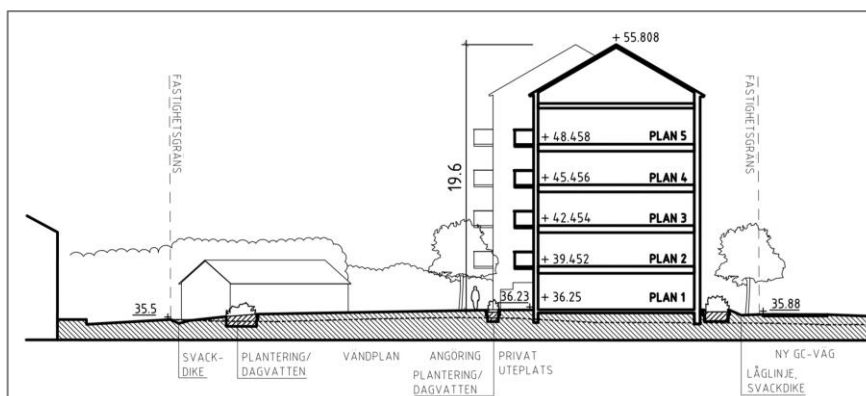 + 55.808
FASTIGHETSGRÄNS
FASTIGHETSGRÄNS
19.6
+ 48.458 PLAN 5
+ 45.456 PLAN 4
+ 42.454 PLAN 3
+ 39.452 PLAN 2
35.5
36.23
+ 36.25 PLAN 1
35.88
SVACK-
DIKE
PLANTERING/
DAGVATTEN
VÄNDPLAN
ANGÖRING
PLANTERING/
DAGVATTEN
PRIVAT
UTEPLATS
NY GC-VÄG
LÅGLINJE,
SVACKDIKE